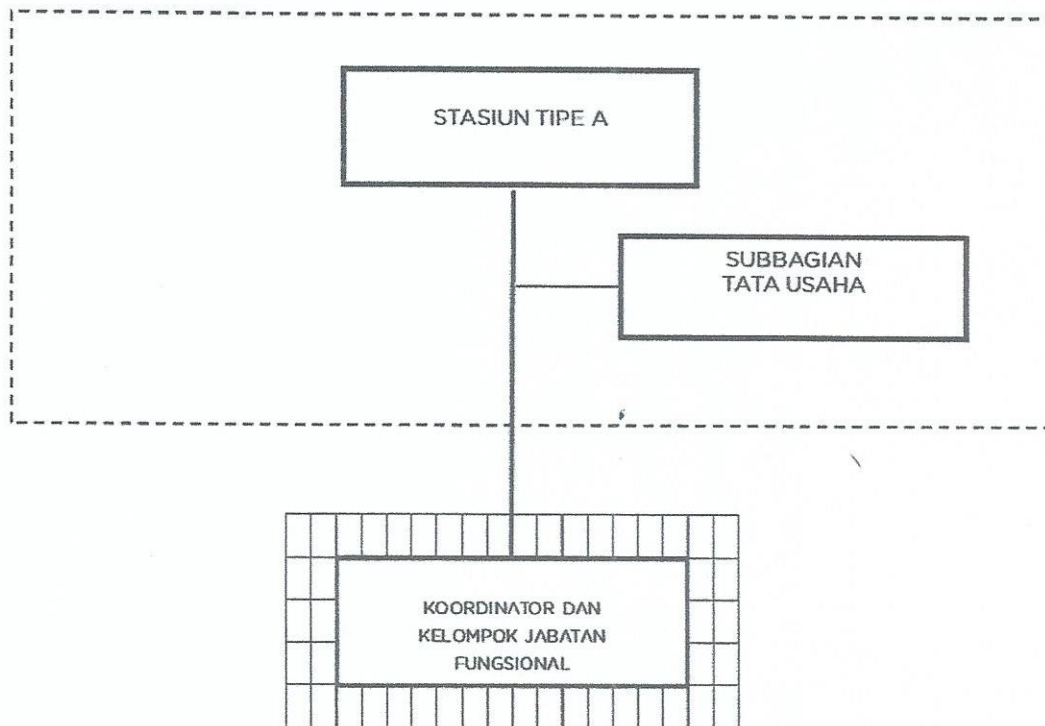 STASIUN TIPE A
SUBBAGIAN
TATA USAHA
KOORDINATOR DAN
KELOMPOK JABATAN
FUNGSIONAL